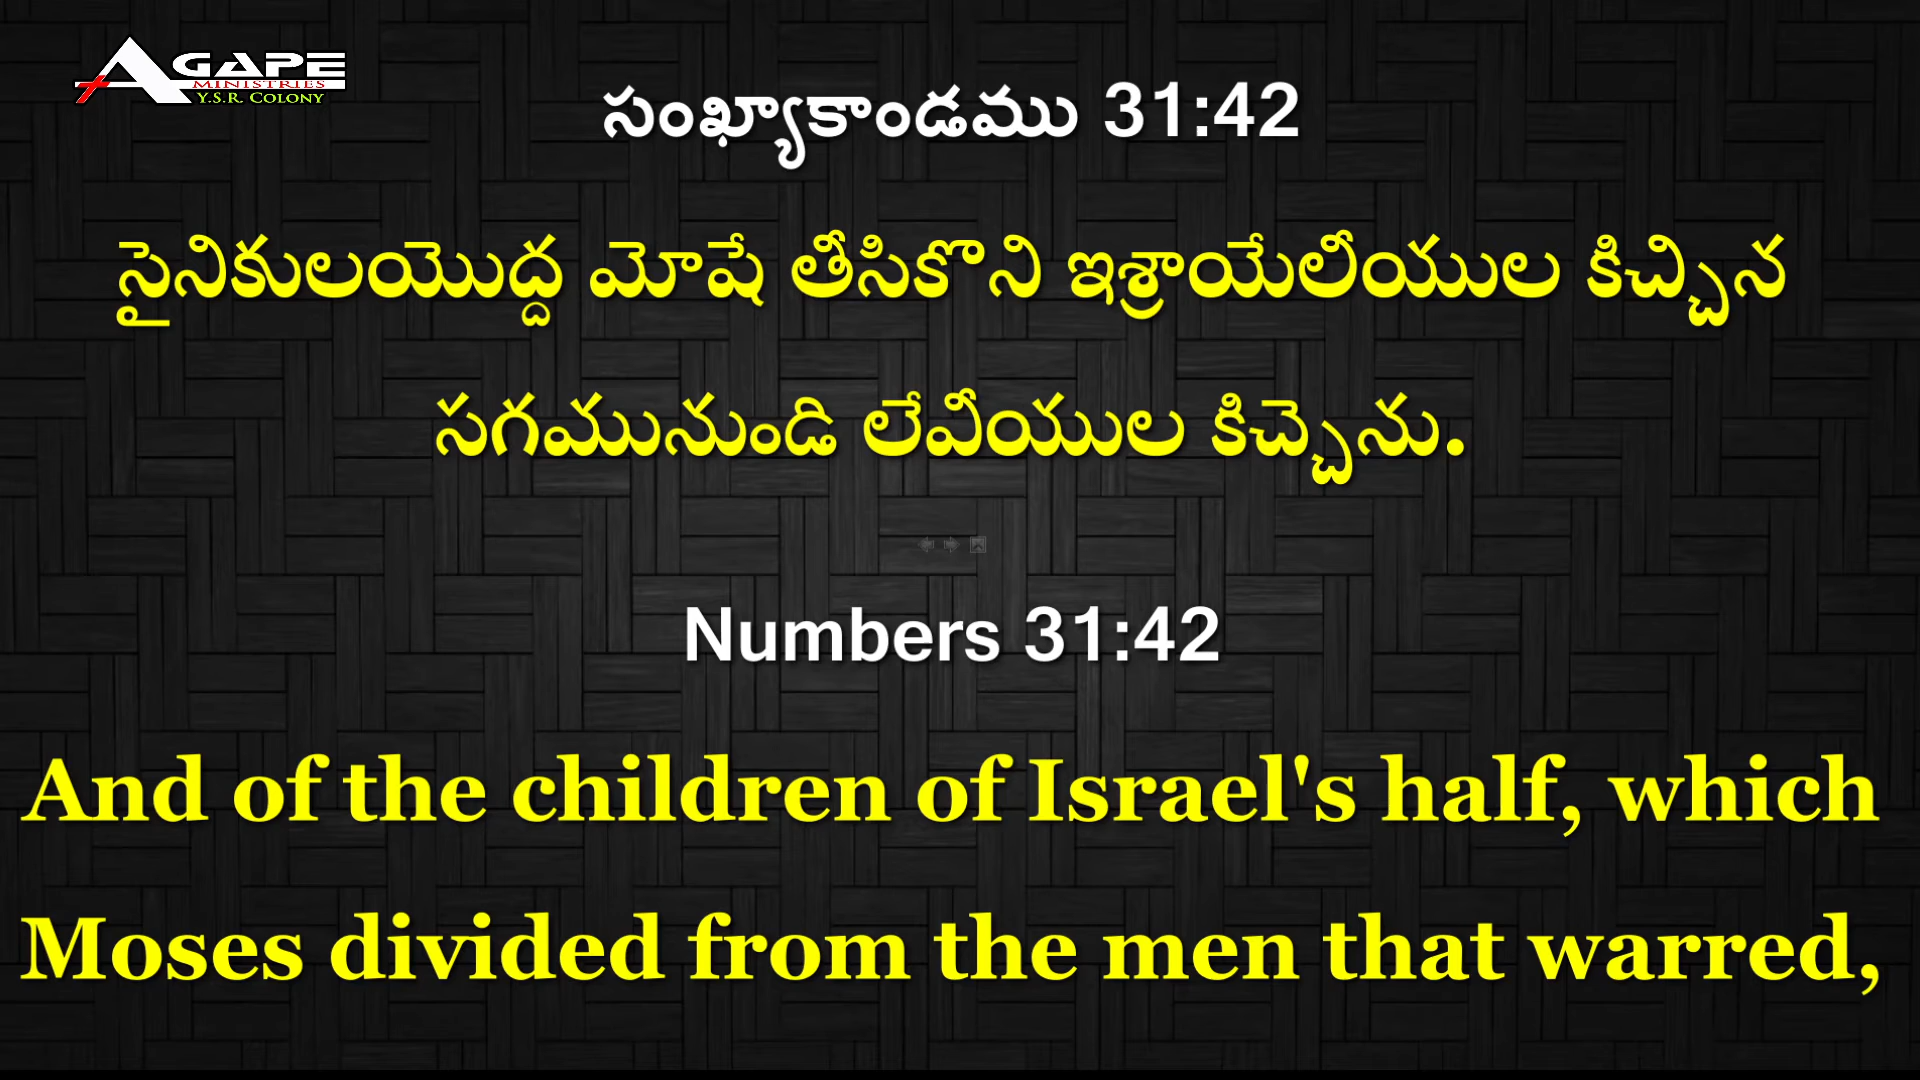 AGAPE
MINISTRIES
Y.S.R. COLONY
సంఖ్యాకాండము 31:42
సైనికులయొద్ద మోషే తీసికొని ఇశ్రాయేలీయుల కిచ్చిన
సగమునుండి లేవీయుల కిచ్చెను.
Numbers 31:42
And of the children of Israel's half, which
Moses divided from the men that warred,